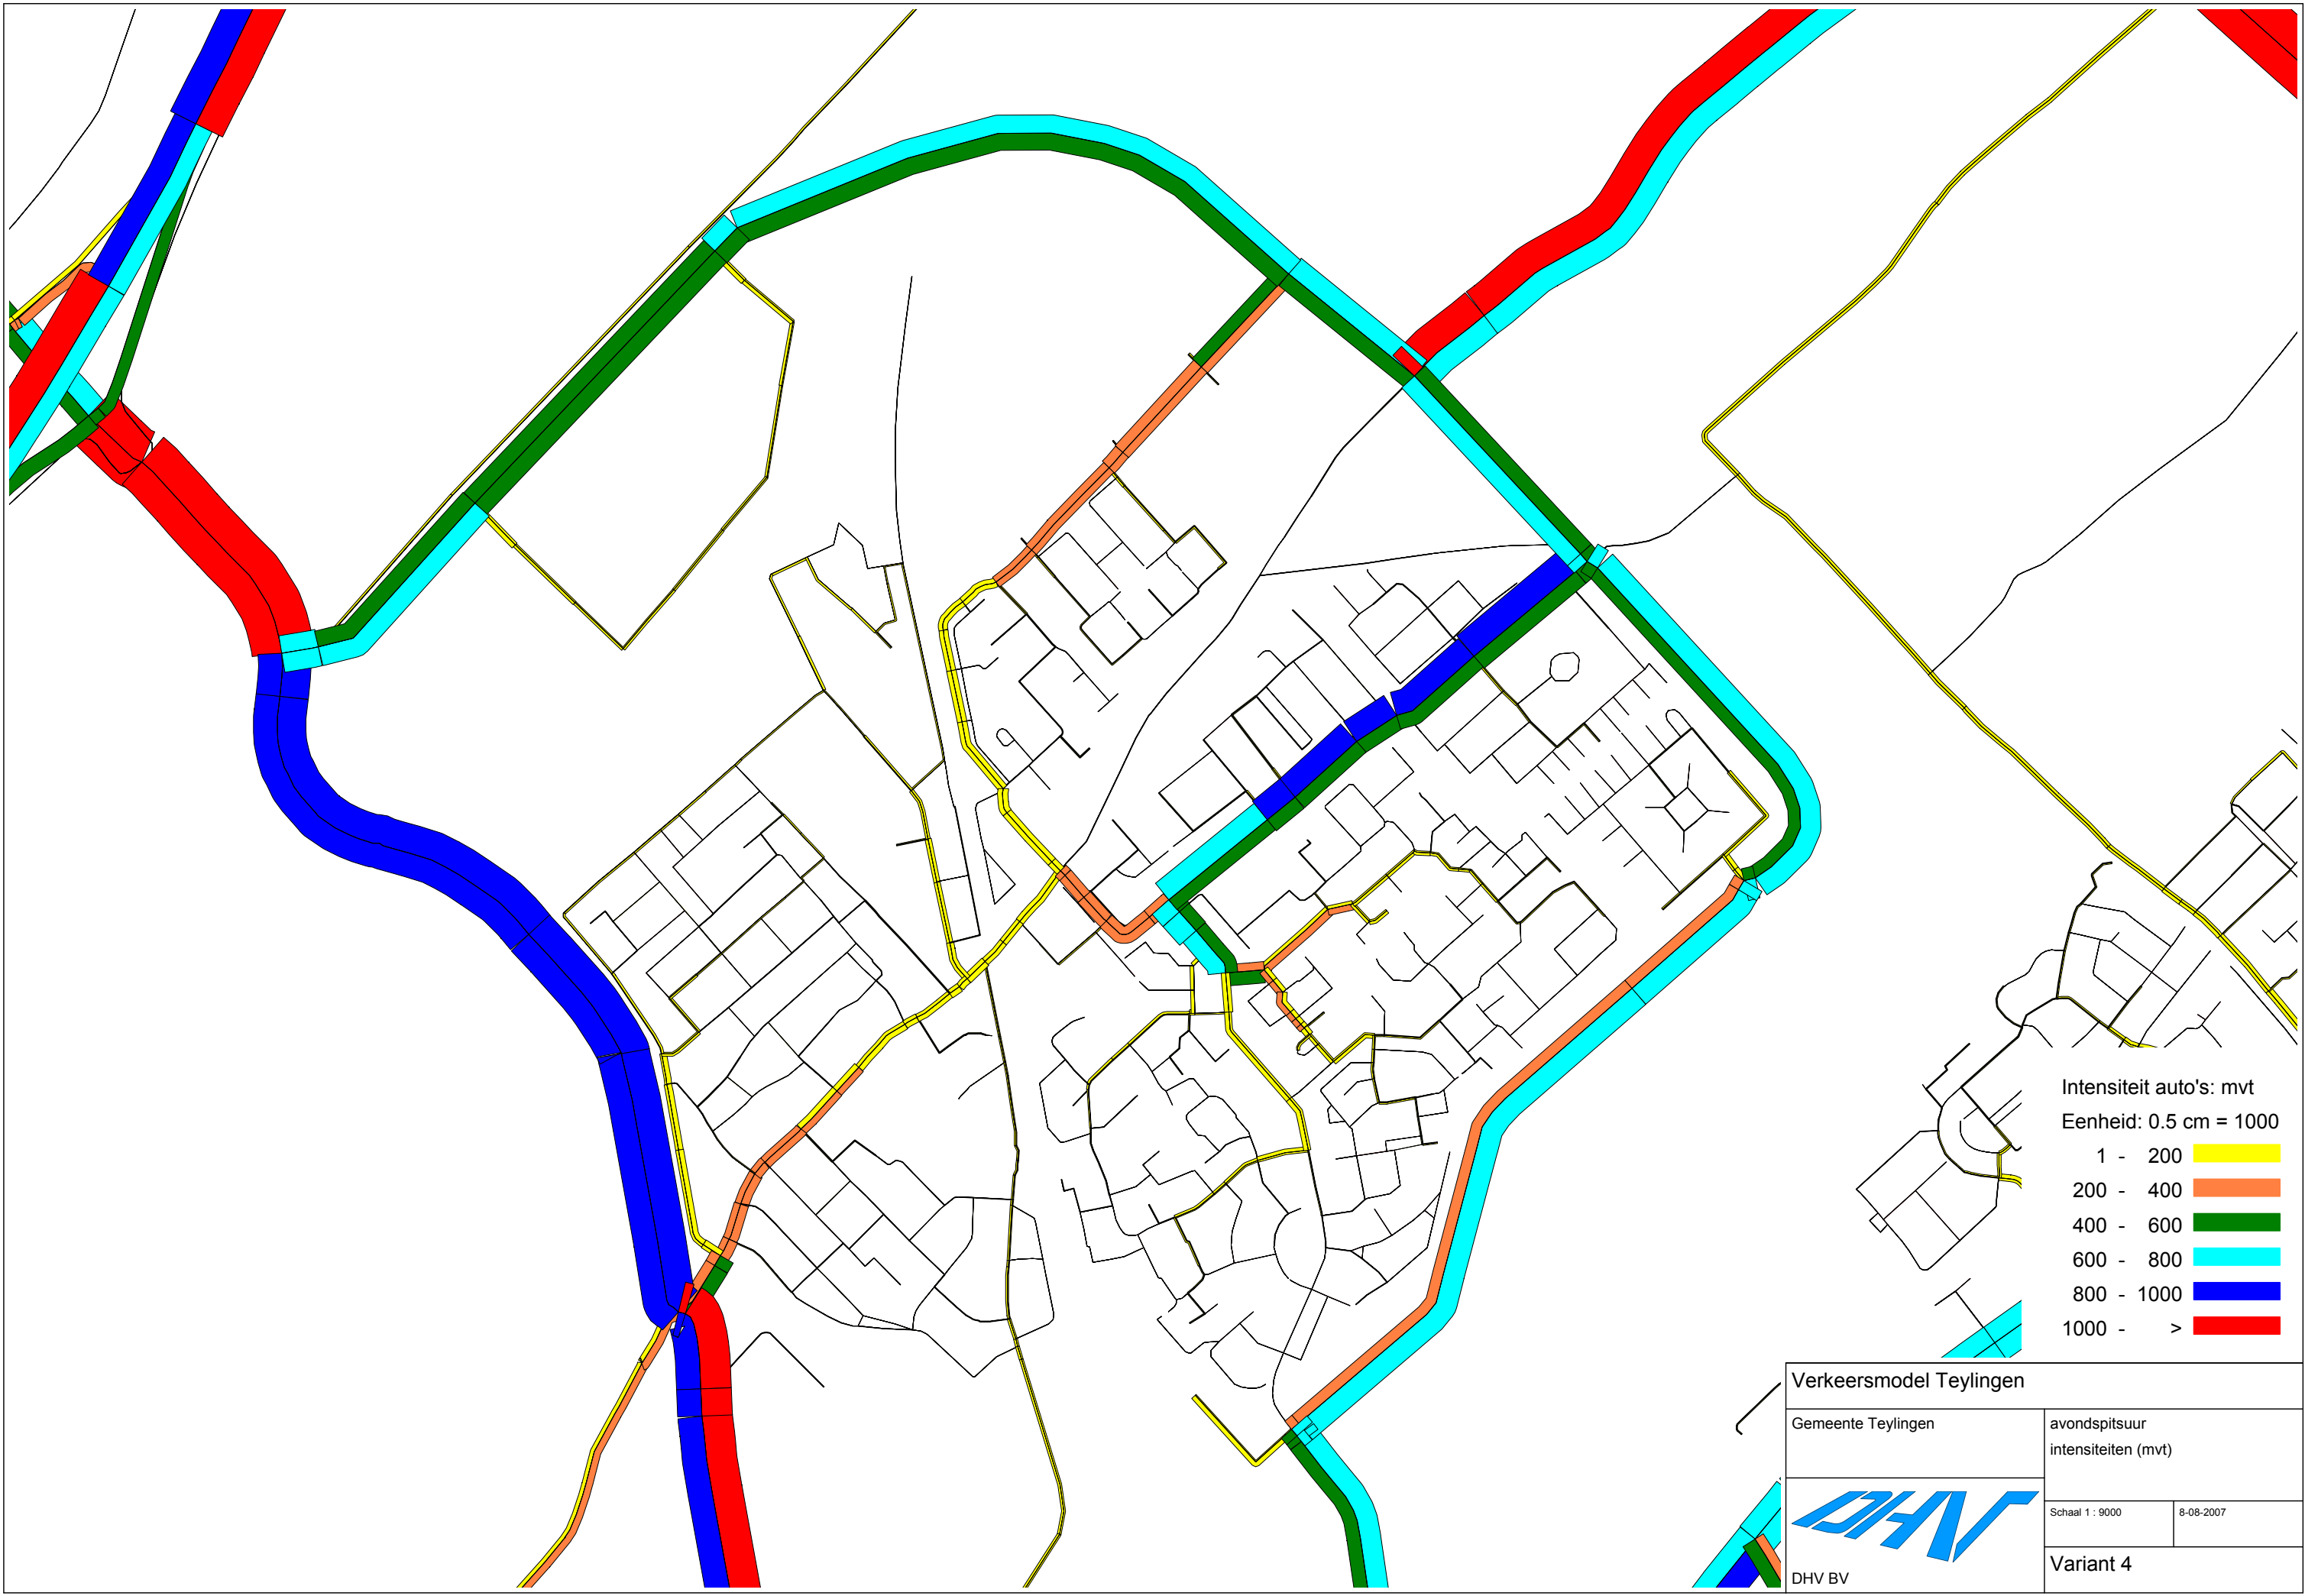 Intensiteit auto's: mvt
Eenheid: 0.5 cm = 1000
1 - 200
200 - 400
400 - 600
600 - 800
800 - 1000
1000 - >
Verkeersmodel Teylingen
Gemeente Teylingen
avondspitsuur
intensiteiten (mvt)
DHV
Schaal 1 : 9000
8-08-2007
DHV BV
Variant 4